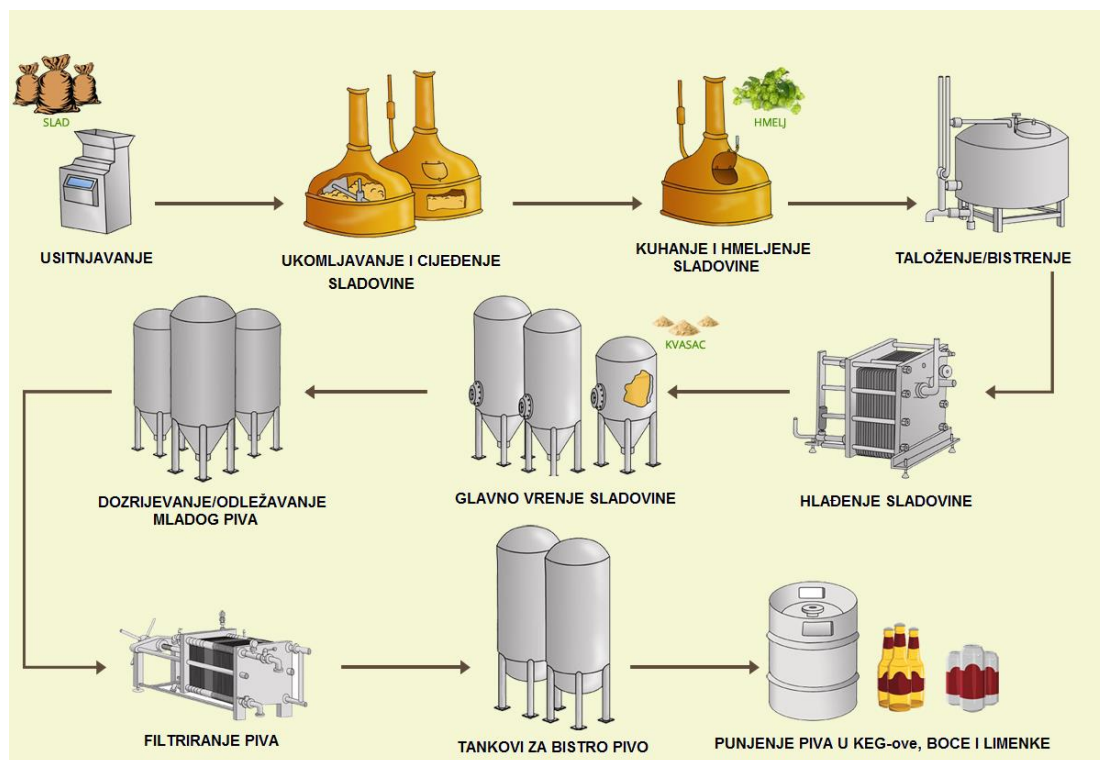 SLAD
HMELJ
USITNJAVANJE
UKOMLJAVANJE I CIJEĐENJE
SLADOVINE
KUHANJE I HMELJENJE
SLADOVINE
TALOŽENJE/BISTRENJE
KVASAC
DOZRIJEVANJE/ODLEŽAVANJE
MLADOG PIVA
GLAVNO VRENJE SLADOVINE
HLAĐENJE SLADOVINE
FILTRIRANJE PIVA
TANKOVI ZA BISTRO PIVO
PUNJENJE PIVA U KEG-ove, BOCE I LIMENKE